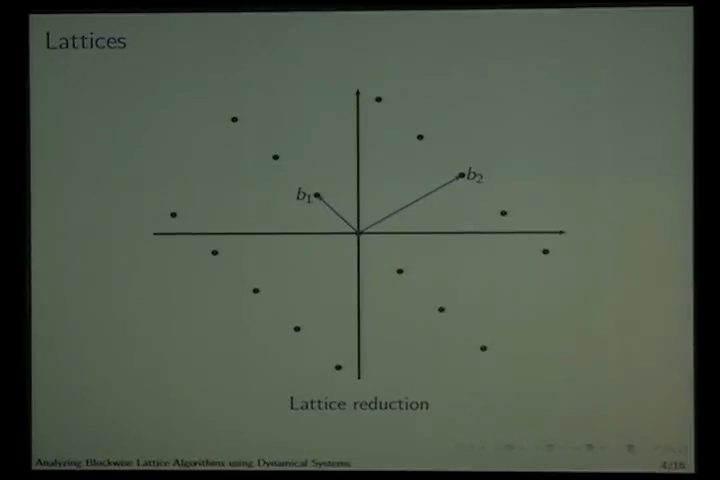 Lattices
b₁
b₂
Lattice reduction
Analyzing Blockwise Lattice Algorithms using Dynamical Systems
4/16